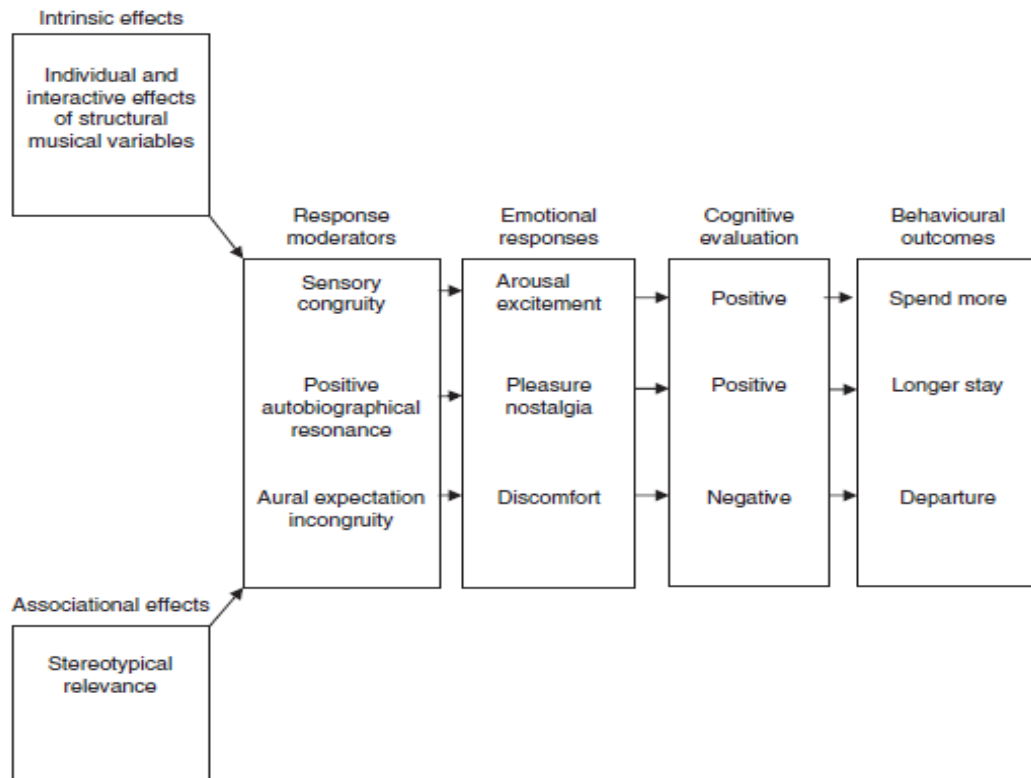 Intrinsic effects
Individual and
interactive effects
of structural
musical variables
Response
moderators
Emotional
responses
Cognitive
evaluation
Behavioural
outcomes
Sensory
congruity
Arousal
excitement
Positive
Spend more
Positive
autobiographical
resonance
Pleasure
nostalgia
Positive
Longer stay
Aural expectation
incongruity
Discomfort
Negative
Departure
Associational effects
Stereotypical
relevance